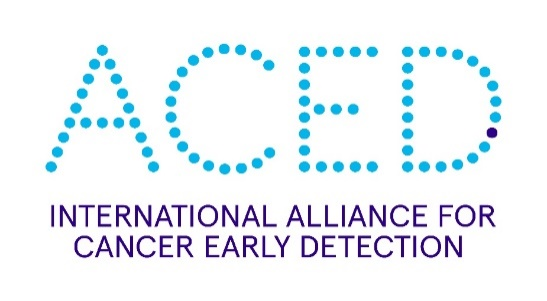 ACED
INTERNATIONAL ALLIANCE FOR
CANCER EARLY DETECTION